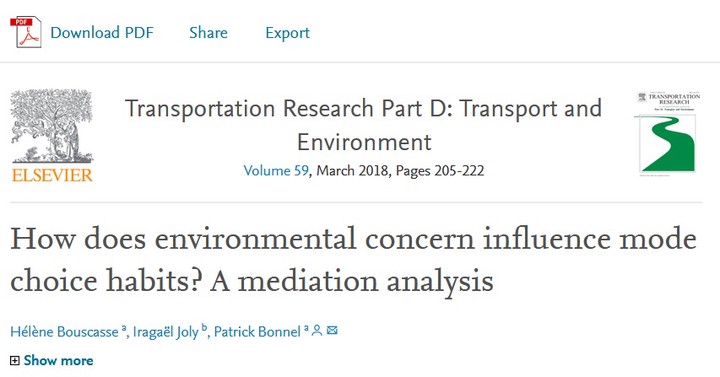 PDF
Download PDF Share Export
Transportation Research Part D: Transport and
Environment
Volume 59, March 2018, Pages 205-222
ELSEVIER
TRANSPORTATION
RESEARCH
How does environmental concern influence mode
choice habits? A mediation analysis
Hélène Bouscasse a, Iragaël Joly b, Patrick Bonnel a
Show more